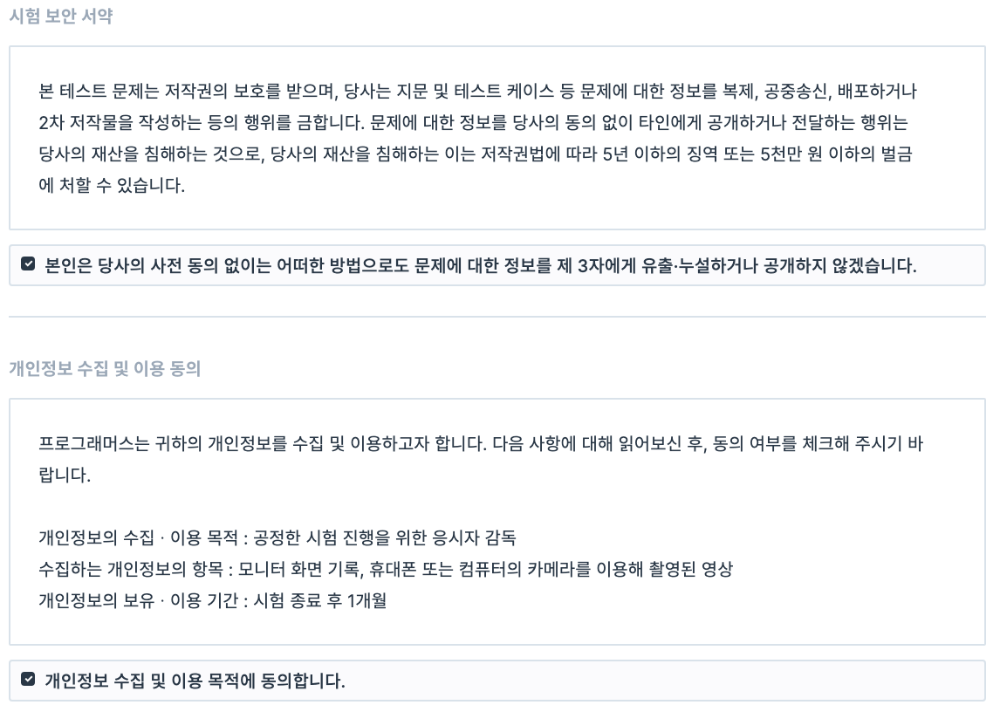 시험 보안 서약
본 테스트 문제는 저작권의 보호를 받으며, 당사는 지문 및 테스트 케이스 등 문제에 대한 정보를 복제, 공중송신, 배포하거나
2차 저작물을 작성하는 등의 행위를 금합니다. 문제에 대한 정보를 당사의 동의 없이 타인에게 공개하거나 전달하는 행위는
당사의 재산을 침해하는 것으로, 당사의 재산을 침해하는 이는 저작권법에 따라 5년 이하의 징역 또는 5천만 원 이하의 벌금
에 처할 수 있습니다.
본인은 당사의 사전 동의 없이는 어떠한 방법으로도 문제에 대한 정보를 제 3자에게 유출·누설하거나 공개하지 않겠습니다.
개인정보 수집 및 이용 동의
프로그래머스는 귀하의 개인정보를 수집 및 이용하고자 합니다. 다음 사항에 대해 읽어보신 후, 동의 여부를 체크해 주시기 바
랍니다.
개인정보의 수집 · 이용 목적 : 공정한 시험 진행을 위한 응시자 감독
수집하는 개인정보의 항목 : 모니터 화면 기록, 휴대폰 또는 컴퓨터의 카메라를 이용해 촬영된 영상
개인정보의 보유 · 이용 기간 : 시험 종료 후 1개월
개인정보 수집 및 이용 목적에 동의합니다.